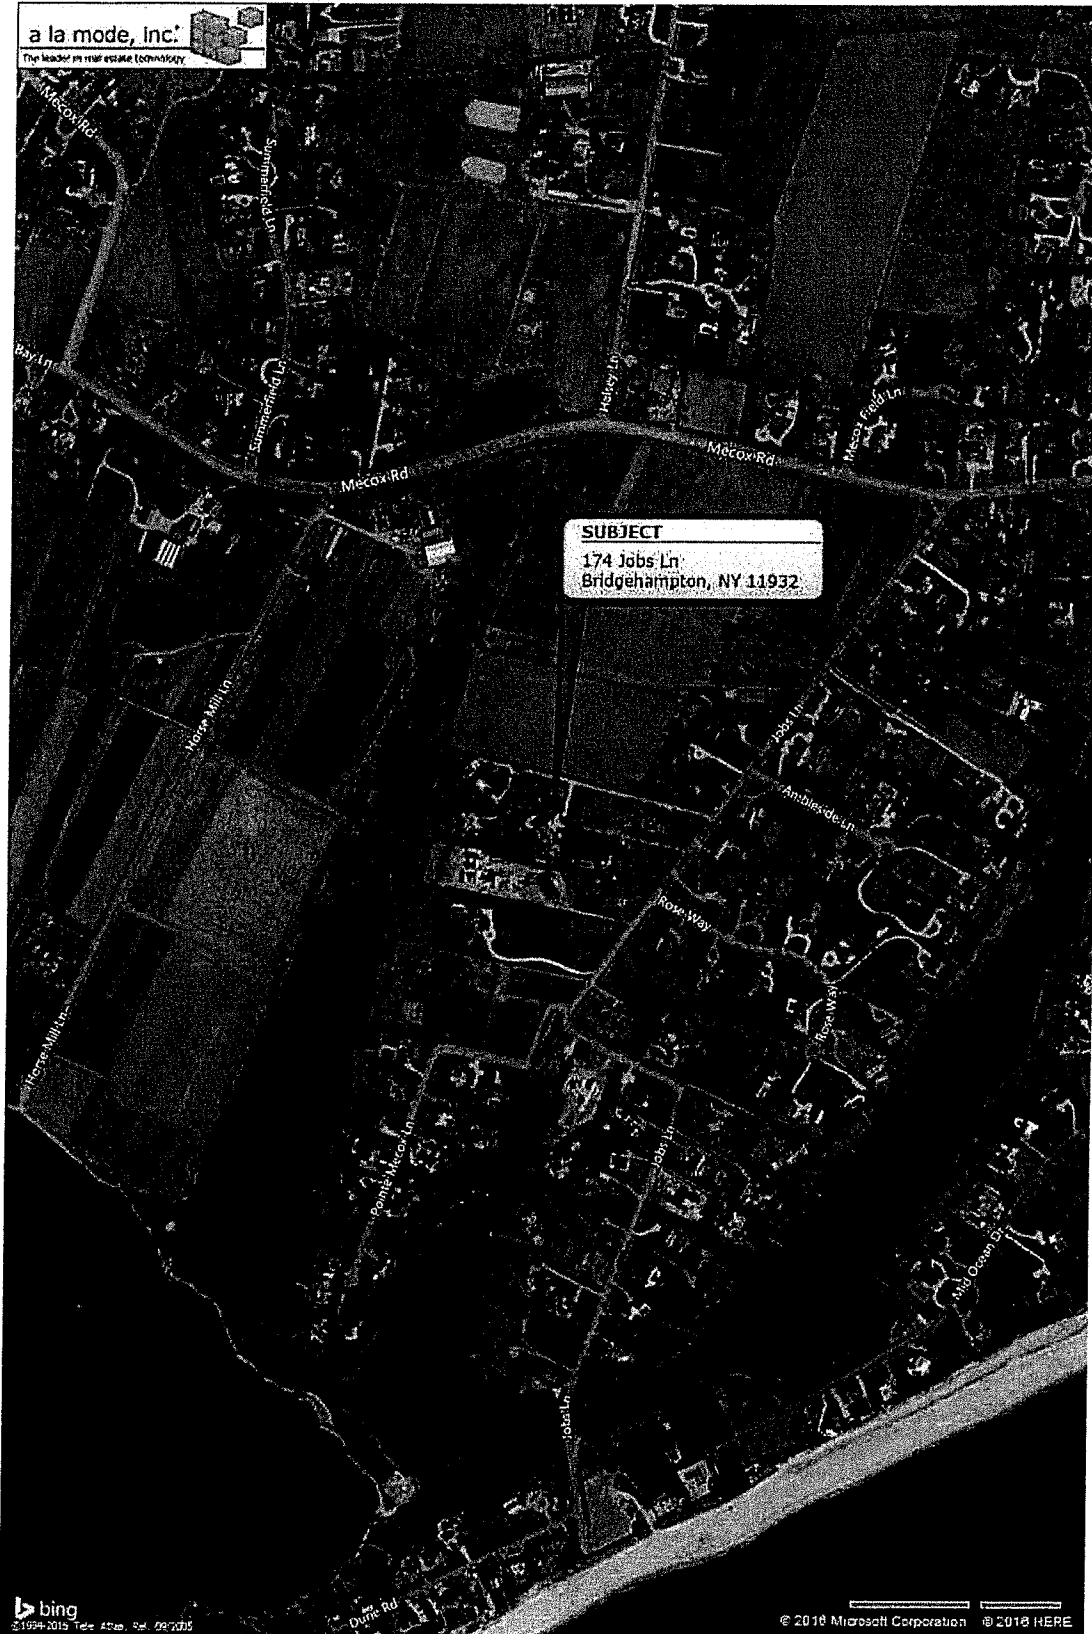 a la mode, inc.
The leader in real estate technology
Mecox Rd
Summerfield Ln
Bay Ln
Summerfield Ln
Halsey Ln
Mecox Field Ln
Mecox Rd
Mecox Rd
SUBJECT
174 Jobs Ln
Bridgehampton, NY 11932
Horse Mill Ln
Jobs Ln
Ambleside Ln
Rose Way
Rose Way
Horse Mill Ln
Pointe Mecox Ln
Jobs Ln
Mid Ocean Dr
Jobs Ln
Dune Rd
bing
© 2016 Microsoft Corporation © 2016 HERE